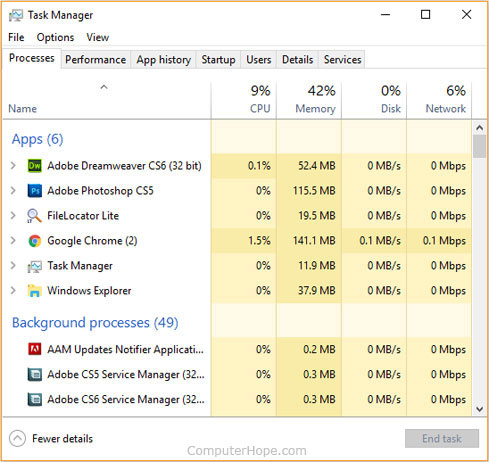 Task Manager
File Options View
Processes Performance App history Startup Users Details Services
9% 42% 0% 6%
Name CPU Memory Disk Network
Apps (6)
Dw Adobe Dreamweaver CS6 (32 bit) 0.1% 52.4 MB 0 MB/s 0 Mbps
Ps Adobe Photoshop CS5 0% 115.5 MB 0 MB/s 0 Mbps
FileLocator Lite 0% 19.5 MB 0 MB/s 0 Mbps
Google Chrome (2) 1.5% 141.1 MB 0.1 MB/s 0.1 Mbps
Task Manager 0% 11.9 MB 0 MB/s 0 Mbps
Windows Explorer 0% 37.9 MB 0 MB/s 0 Mbps
Background processes (49)
AAM Updates Notifier Applicati... 0% 0.2 MB 0 MB/s 0 Mbps
Adobe CS5 Service Manager (32... 0% 0.3 MB 0 MB/s 0 Mbps
Adobe CS6 Service Manager (32... 0% 0.3 MB 0 MB/s 0 Mbps
Fewer details End task
ComputerHope.com